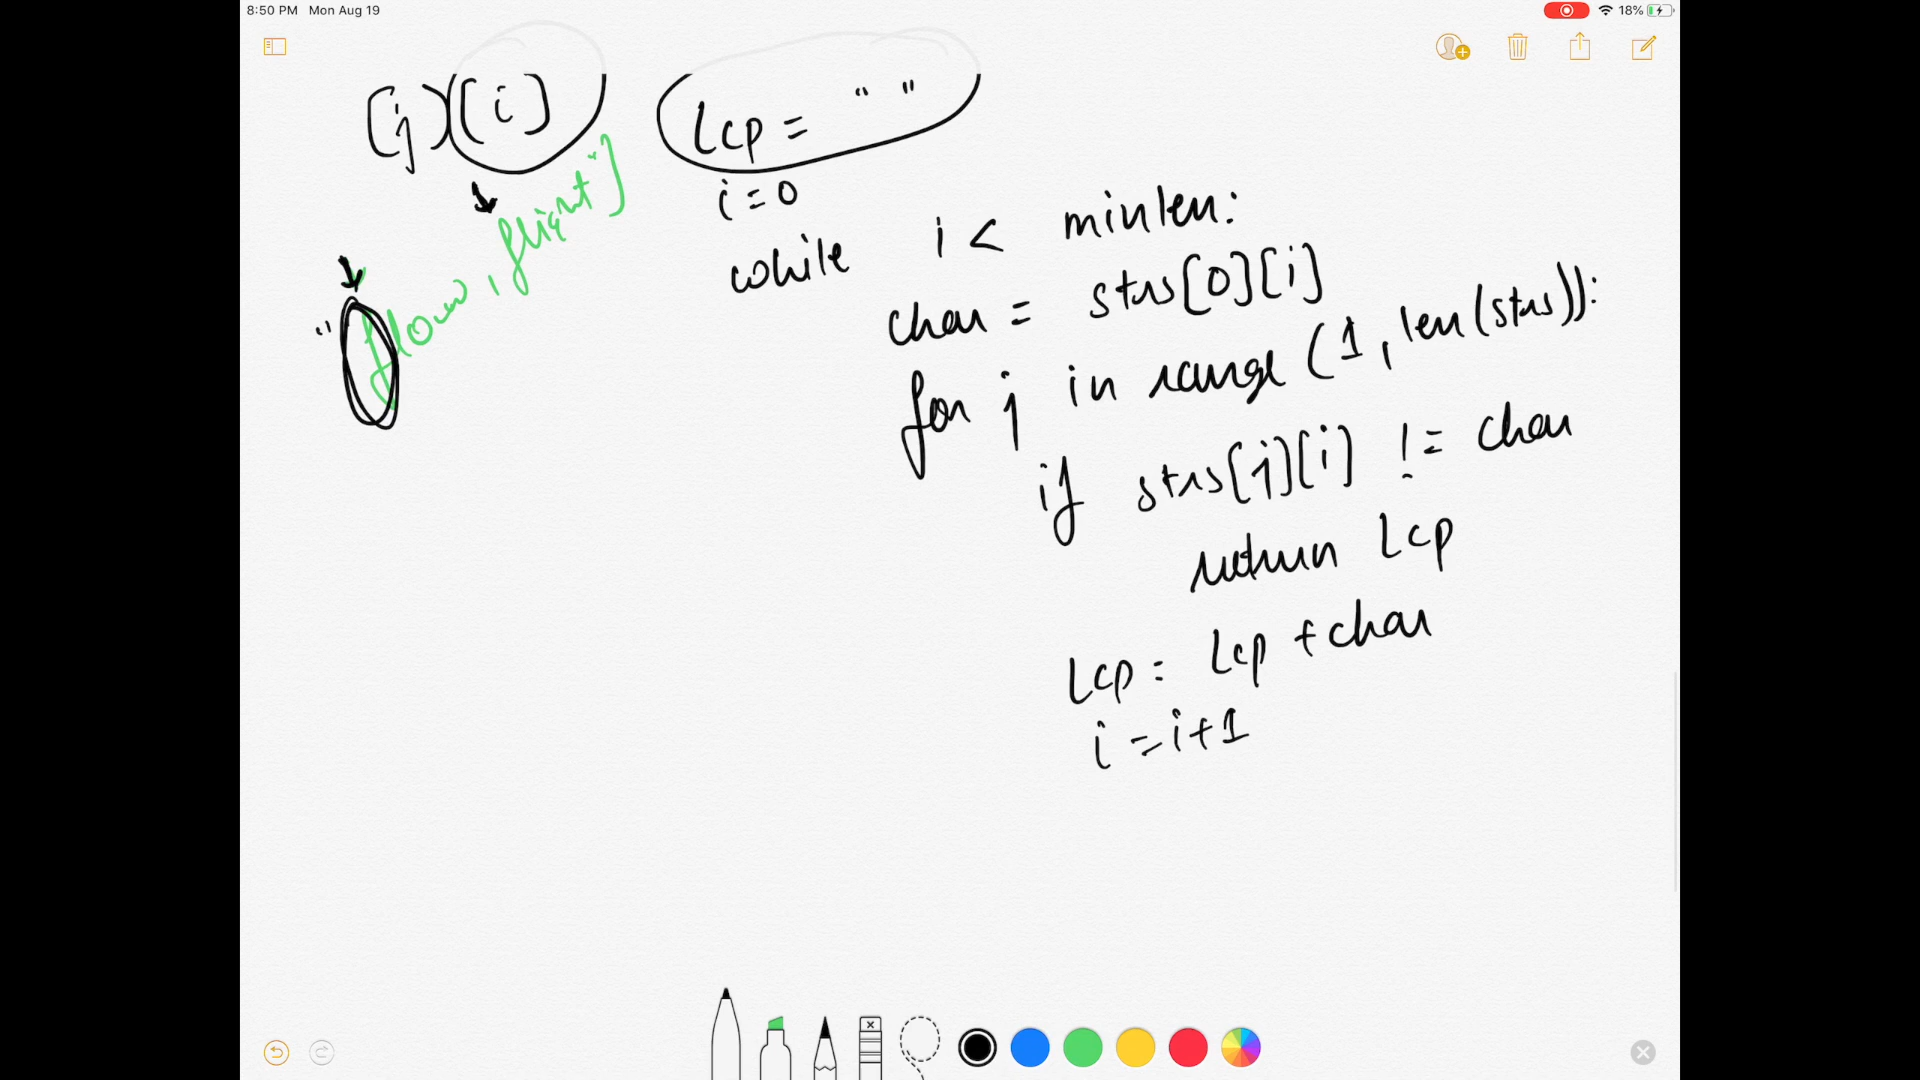 8:50 PM Mon Aug 19
18%
[j][i]
Lcp = " "
i = 0
while i < minlen:
char = strs[0][i]
for j in range (1, len(strs)):
if strs[j][i] != char
return Lcp
Lcp = Lcp + char
i = i+1
" flow, flight"]